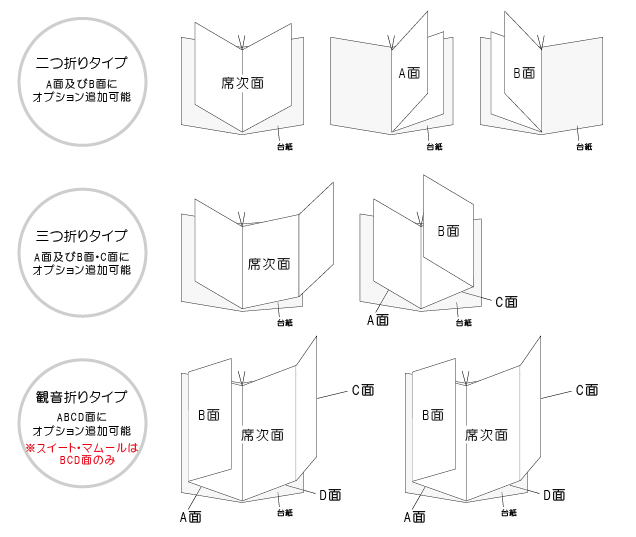 二つ折りタイプ
A面及びB面に
オプション追加可能
席次面
台紙
A面
台紙
B面
台紙
三つ折りタイプ
A面及びB面・C面に
オプション追加可能
席次面
台紙
B面
A面
C面
台紙
観音折りタイプ
ABCD面に
オプション追加可能
※スイート・マムールは
BCD面のみ
B面
席次面
C面
D面
A面
台紙
B面
席次面
C面
D面
A面
台紙